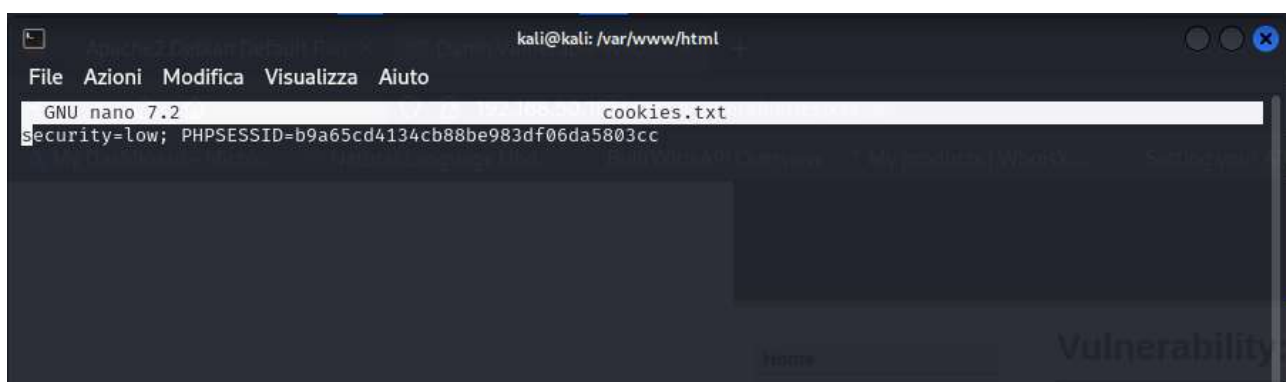 kali@kali: /var/www/html
File Azioni Modifica Visualizza Aiuto
GNU nano 7.2 cookies.txt
security=low; PHPSESSID=b9a65cd4134cb88be983df06da5803cc
Home
Vulnerability